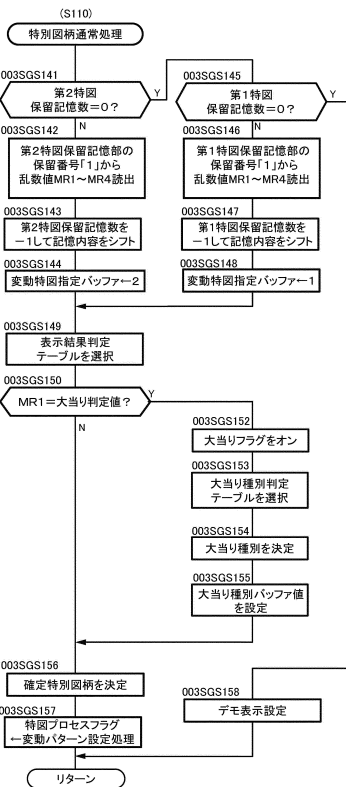 (S110)
特別図柄通常処理
003SGS141
第2特図
保留記憶数=0?
Y
N
003SGS142
第2特図保留記憶部の
保留番号「1」から
乱数値MR1～MR4読出
003SGS143
第2特図保留記憶数を
-1して記憶内容をシフト
003SGS144
変動特図指定バッファ←2
003SGS145
第1特図
保留記憶数=0?
Y
N
003SGS146
第1特図保留記憶部の
保留番号「1」から
乱数値MR1～MR4読出
003SGS147
第1特図保留記憶数を
-1して記憶内容をシフト
003SGS148
変動特図指定バッファ←1
003SGS149
表示結果判定
テーブルを選択
003SGS150
MR1=大当り判定値?
Y
N
003SGS152
大当りフラグをオン
003SGS153
大当り種別判定
テーブルを選択
003SGS154
大当り種別を決定
003SGS155
大当り種別バッファ値
を設定
003SGS156
確定特別図柄を決定
003SGS157
特図プロセスフラグ
←変動パターン設定処理
003SGS158
デモ表示設定
リターン